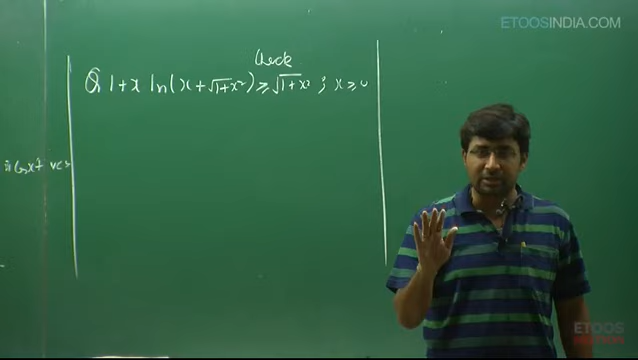 ETOOSINDIA.COM
Check
Q. 1+x ln(x+√1+x²) ≥ √1+x² ; x ≥ 0
ETOOS